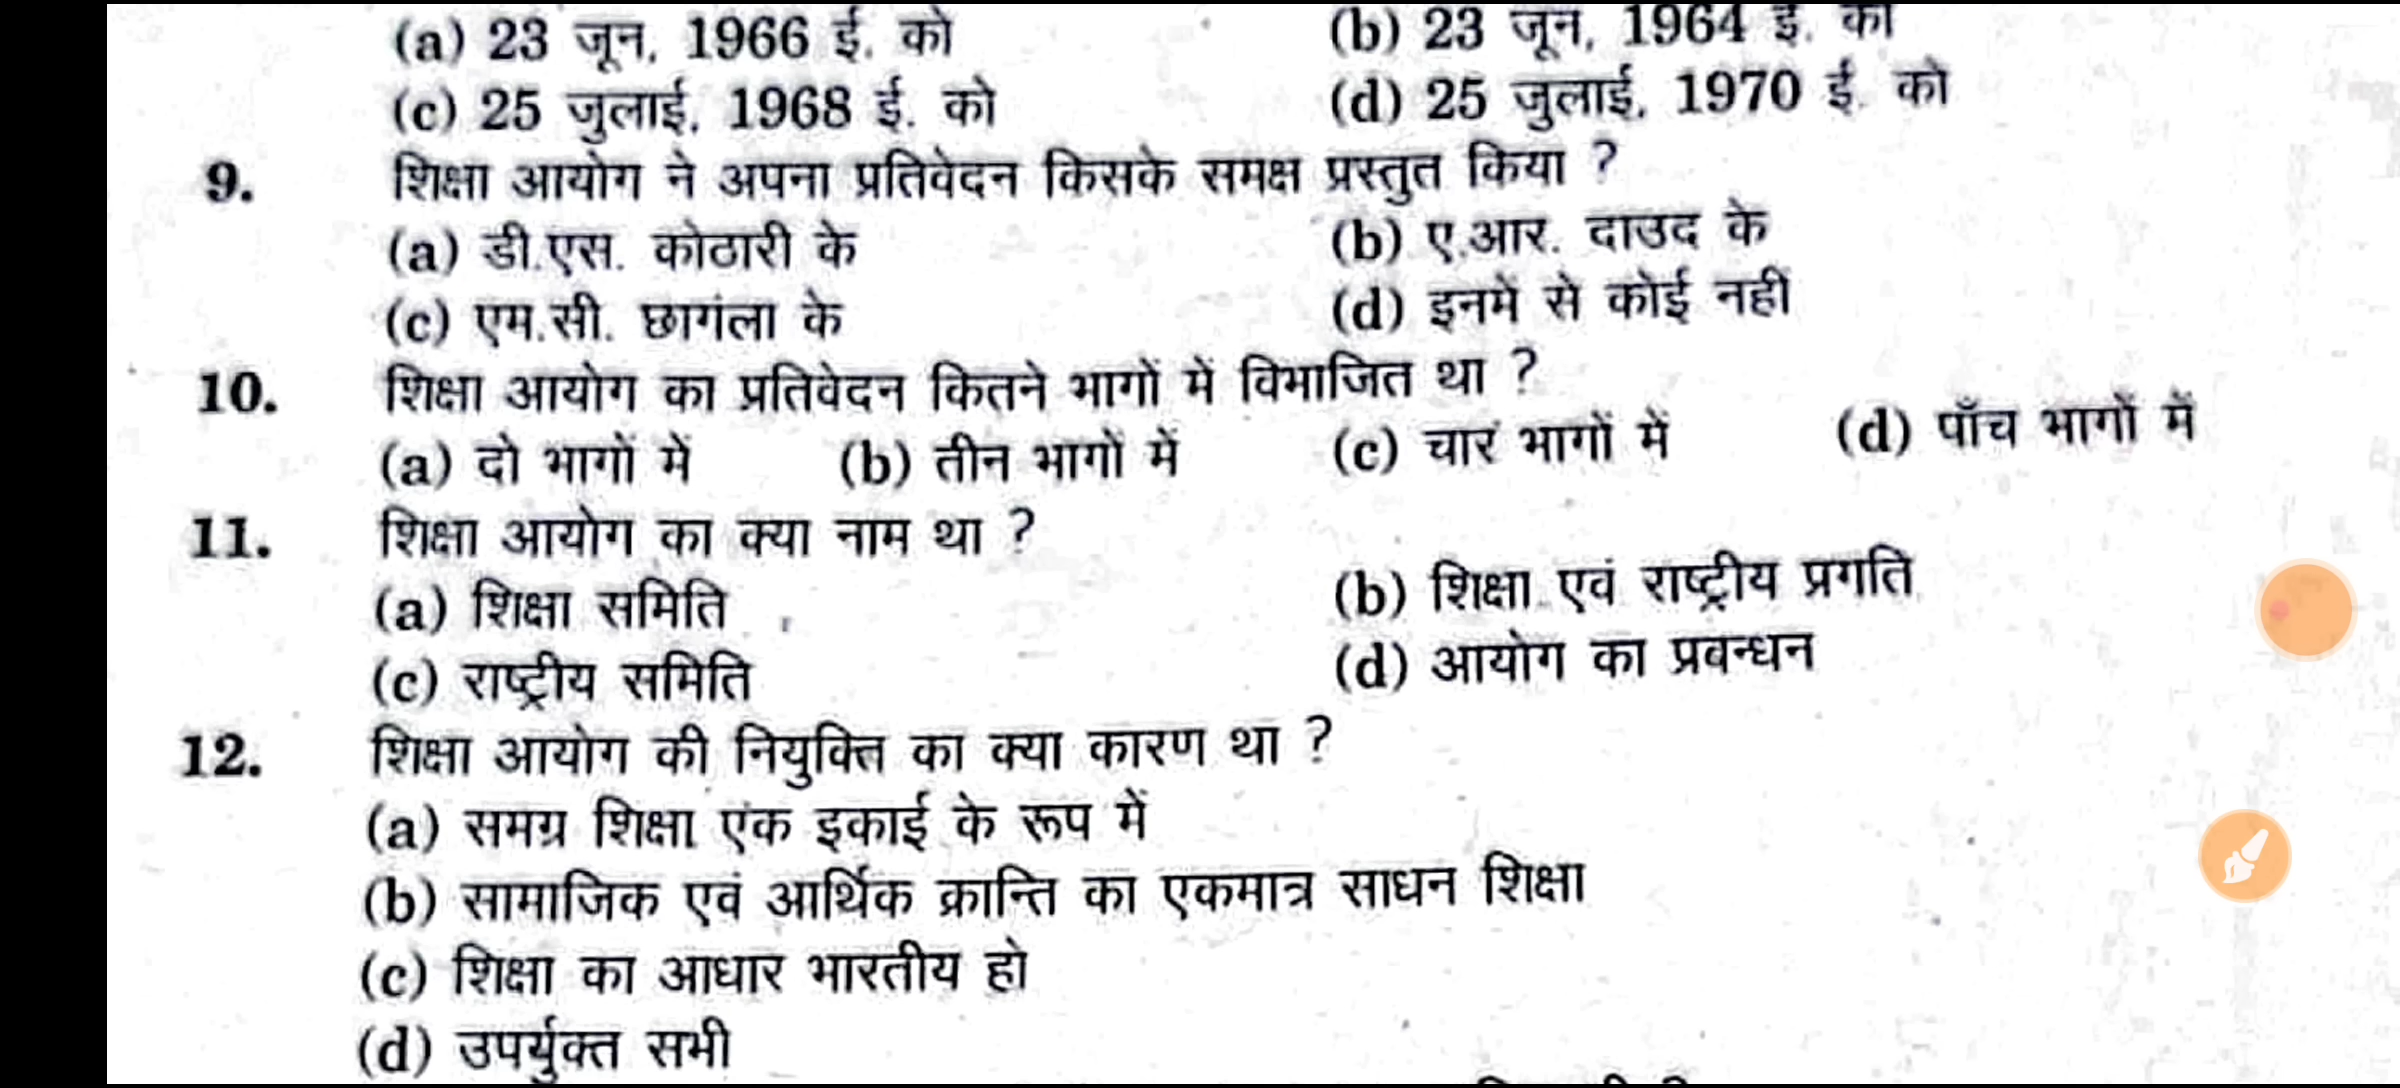 (a) 23 जून, 1966 ई. को (b) 23 जून, 1964 ई. को
(c) 25 जुलाई, 1968 ई. को (d) 25 जुलाई, 1970 ई. को
9. शिक्षा आयोग ने अपना प्रतिवेदन किसके समक्ष प्रस्तुत किया ?
(a) डी.एस. कोठारी के (b) ए.आर. दाउद के
(c) एम.सी. छागंला के (d) इनमें से कोई नहीं
10. शिक्षा आयोग का प्रतिवेदन कितने भागों में विभाजित था ?
(a) दो भागों में (b) तीन भागों में (c) चार भागों में (d) पाँच भागों में
11. शिक्षा आयोग का क्या नाम था ?
(a) शिक्षा समिति (b) शिक्षा एवं राष्ट्रीय प्रगति
(c) राष्ट्रीय समिति (d) आयोग का प्रबन्धन
12. शिक्षा आयोग की नियुक्ति का क्या कारण था ?
(a) समग्र शिक्षा एंक इकाई के रूप में
(b) सामाजिक एवं आर्थिक क्रान्ति का एकमात्र साधन शिक्षा
(c) शिक्षा का आधार भारतीय हो
(d) उपर्युक्त सभी